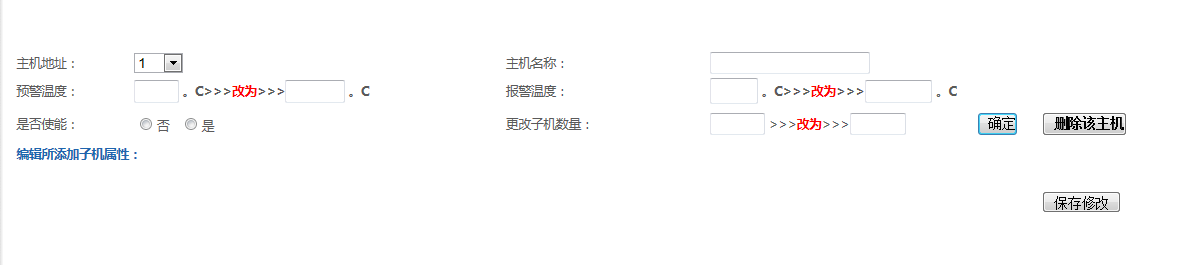 主机地址： 1 主机名称：
预警温度： 。C>>>改为>>> 。C 报警温度： 。C>>>改为>>> 。C
是否使能： 否 是 更改子机数量： >>>改为>>> 确定 删除该主机
编辑所添加子机属性：
保存修改